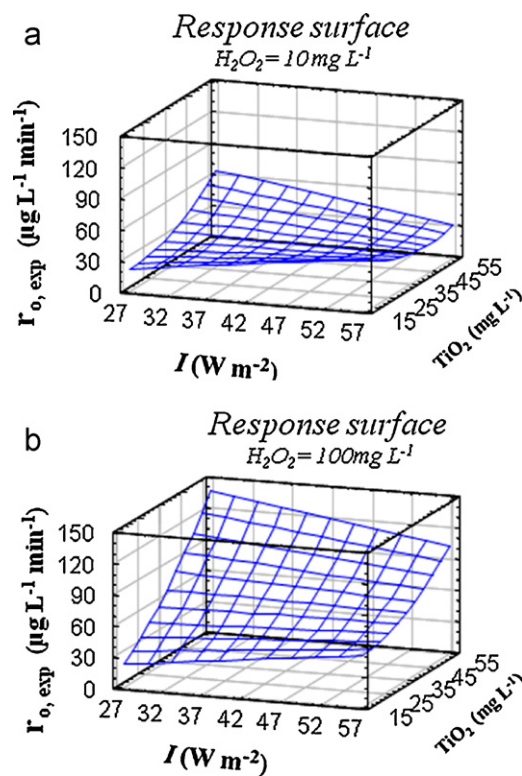 a
Response surface
H₂O₂= 10mg L⁻¹
r₀, exp (µg L⁻¹ min⁻¹)
150
120
90
60
30
0
27 32 37 42 47 52 57
I (W m⁻²)
15 25 35 45 55
TiO₂ (mg L⁻¹)
b
Response surface
H₂O₂= 100mg L⁻¹
r₀, exp (µg L⁻¹ min⁻¹)
150
120
90
60
30
0
27 32 37 42 47 52 57
I (W m⁻²)
15 25 35 45 55
TiO₂ (mg L⁻¹)